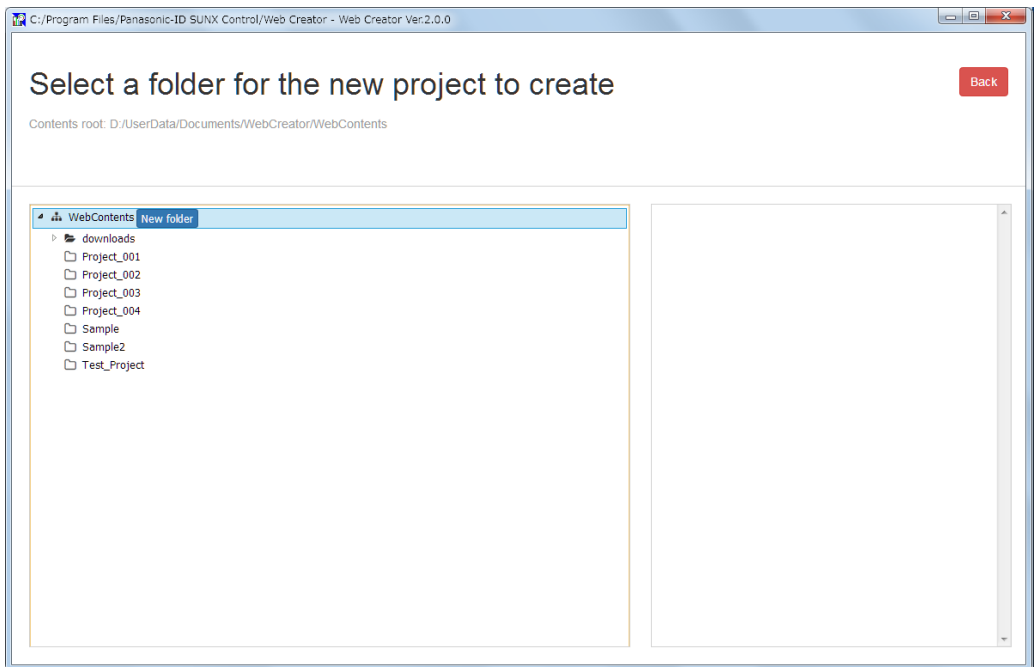 C:/Program Files/Panasonic-ID SUNX Control/Web Creator - Web Creator Ver.2.0.0
Select a folder for the new project to create
Back
Contents root: D:/UserData/Documents/WebCreator/WebContents
WebContents New folder
downloads
Project_001
Project_002
Project_003
Project_004
Sample
Sample2
Test_Project